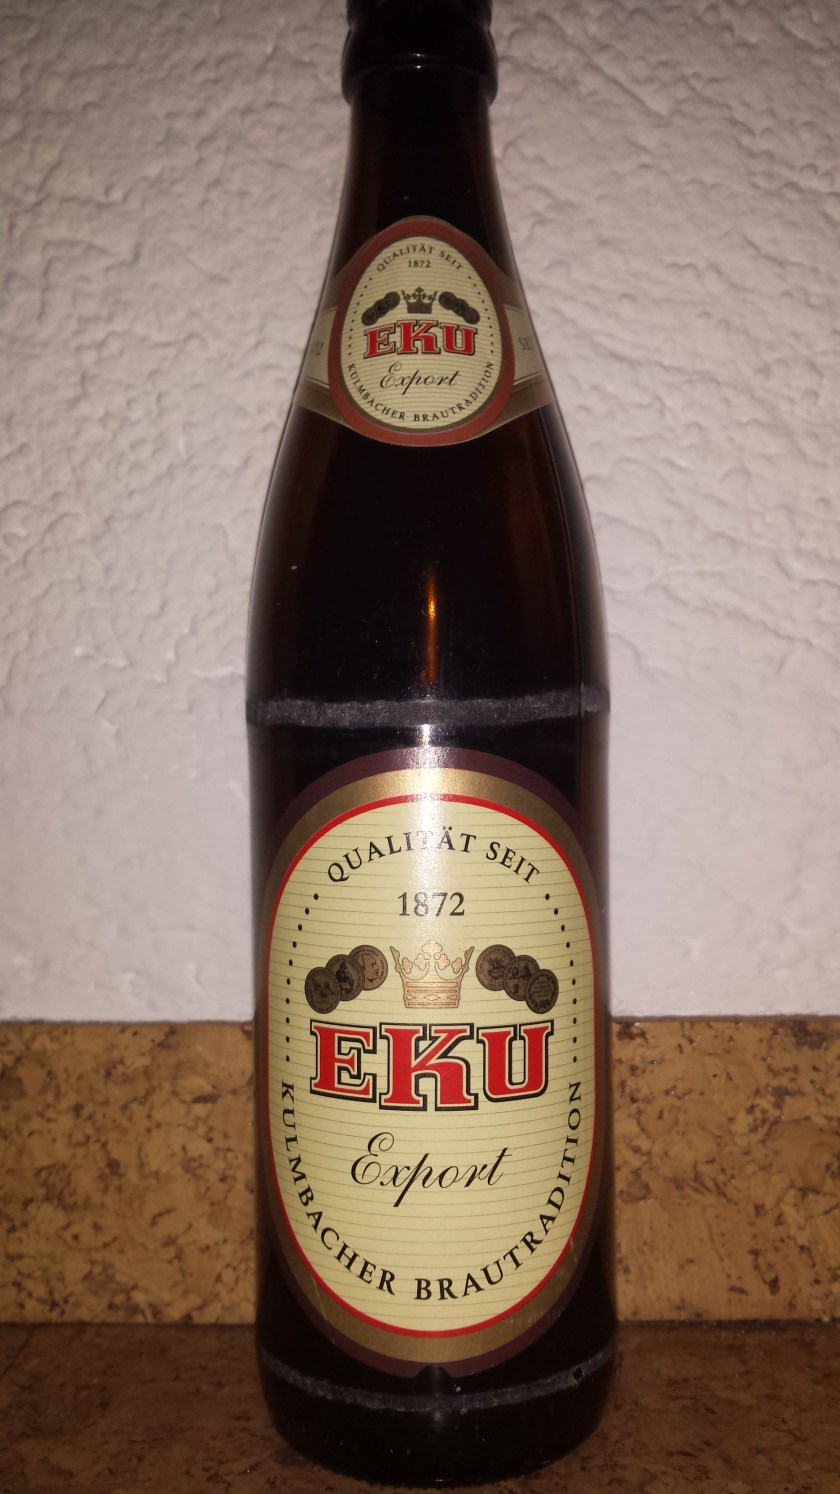 QUALITÄT SEIT
1872
EKU
Export
KULMBACHER BRAUTRADITION
QUALITÄT SEIT
1872
EKU
Export
KULMBACHER BRAUTRADITION